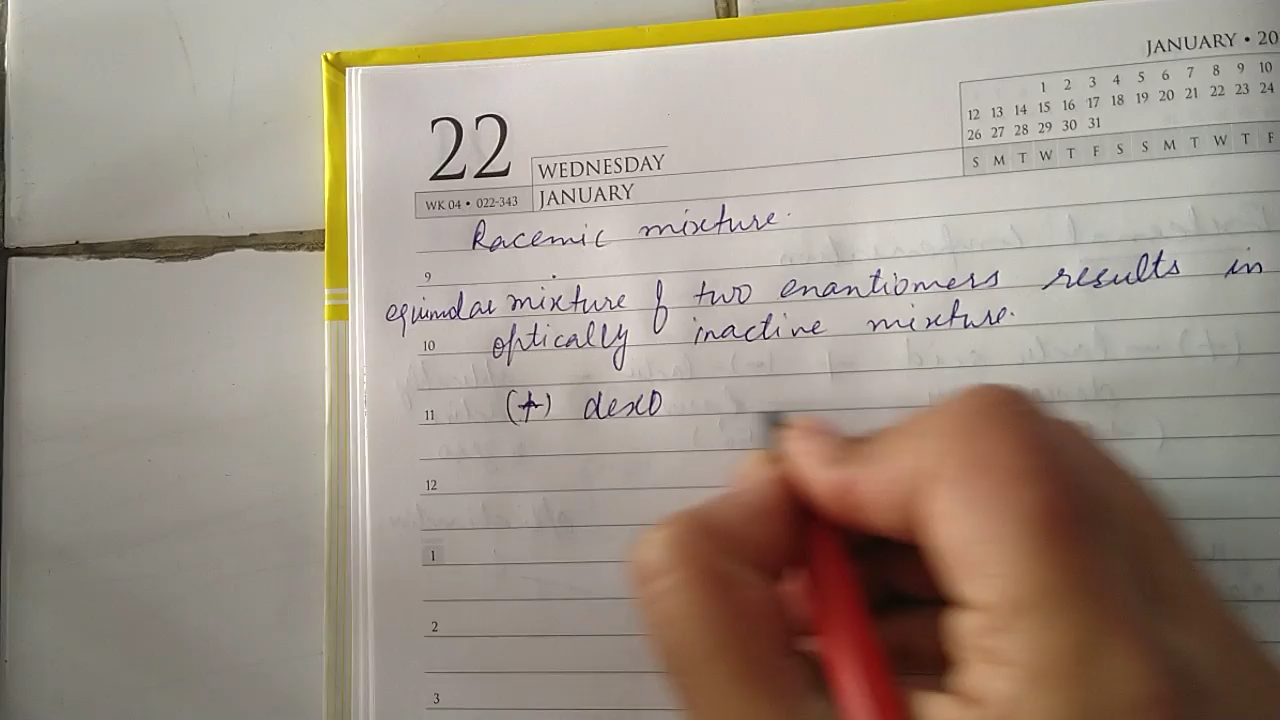 JANUARY • 20
1 2 3 4 5 6 7 8 9 10
12 13 14 15 16 17 18 19 20 21 22 23 24
26 27 28 29 30 31
S M T W T F S S M T W T F
22
WEDNESDAY
WK 04 • 022-343
JANUARY
Racemic mixture.
9
equimolar mixture of two enantiomers results in
10
optically inactive mixture.
11
(+) dexo
12
1
2
3